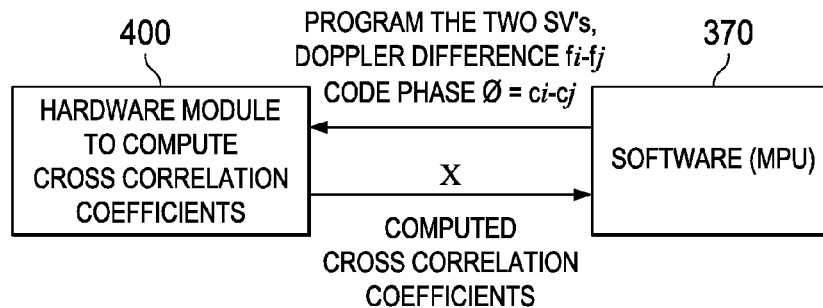 400
PROGRAM THE TWO SV's,
DOPPLER DIFFERENCE fi-fj
CODE PHASE Ø = ci-cj
370
HARDWARE MODULE
TO COMPUTE
CROSS CORRELATION
COEFFICIENTS
X
SOFTWARE (MPU)
COMPUTED
CROSS CORRELATION
COEFFICIENTS